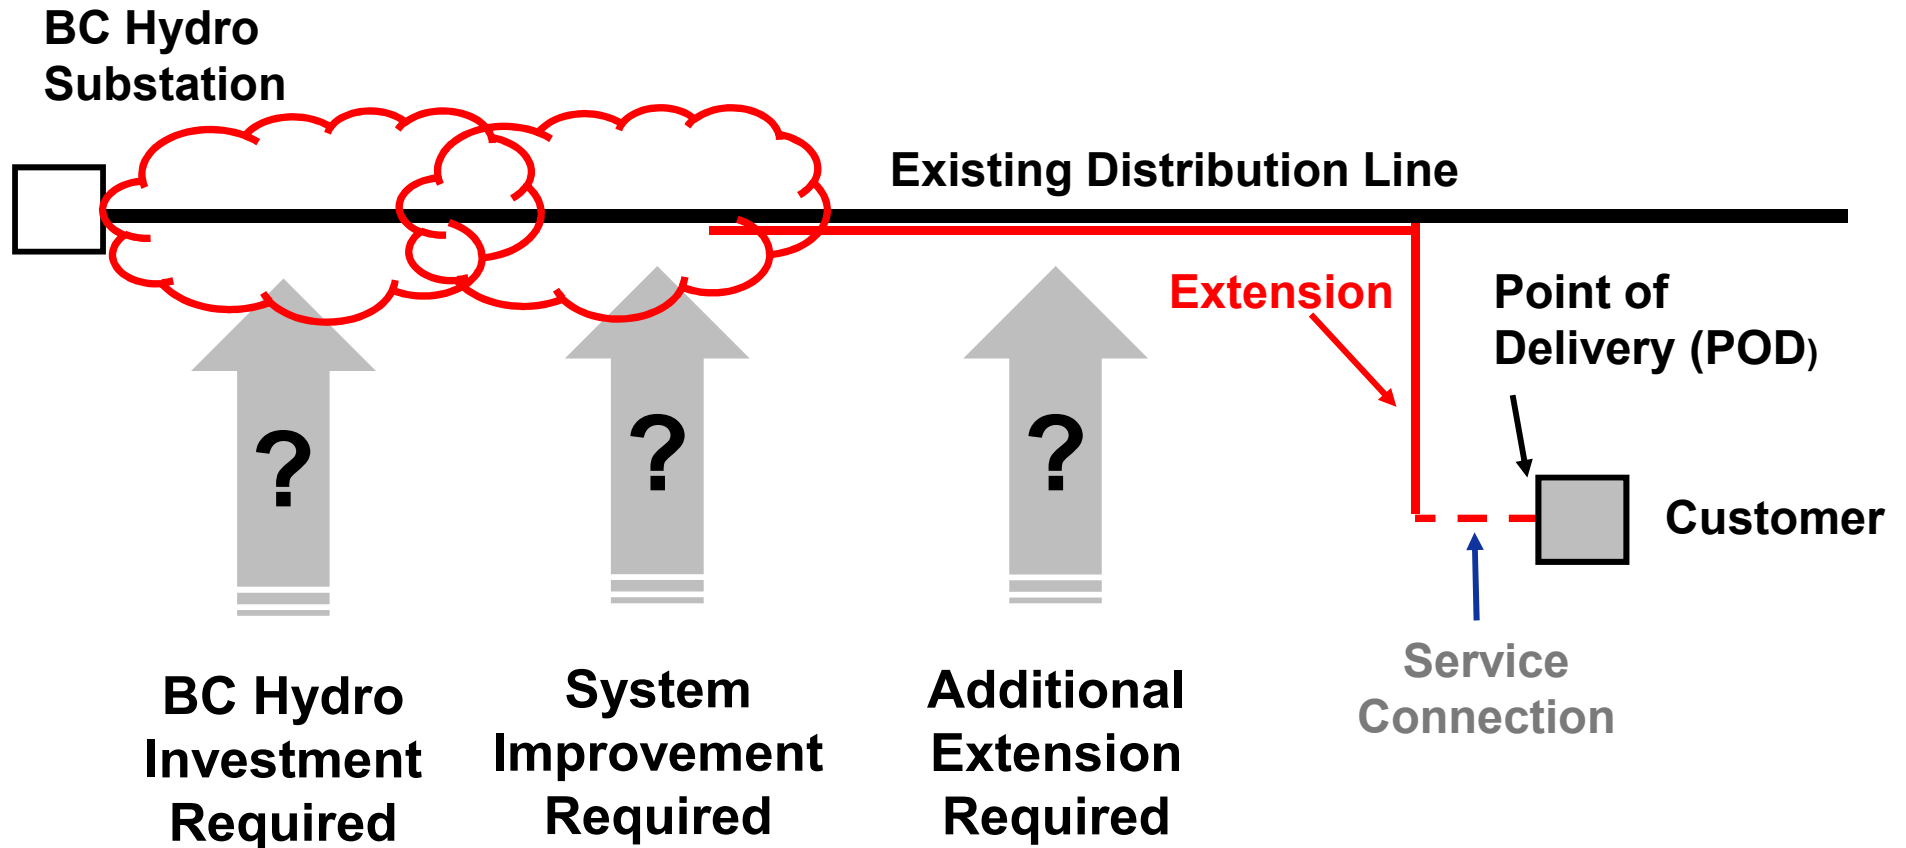 BC Hydro
Substation
Existing Distribution Line
Extension
Point of
Delivery (POD)
?
?
?
Customer
Service
Connection
BC Hydro
Investment
Required
System
Improvement
Required
Additional
Extension
Required